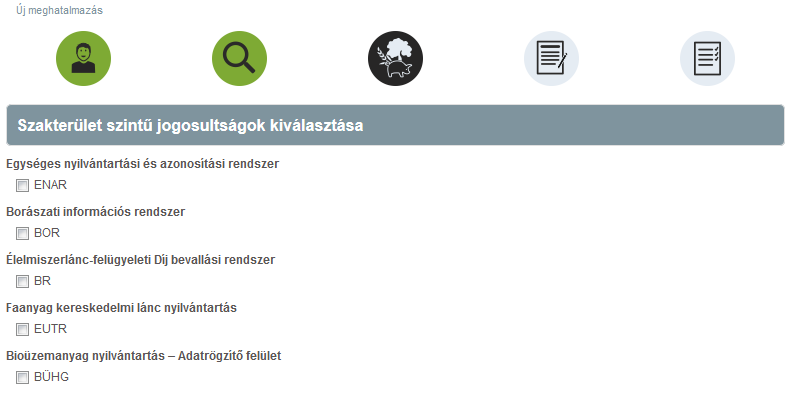 Új meghatalmazás
Szakterület szintű jogosultságok kiválasztása
Egységes nyilvántartási és azonosítási rendszer
ENAR
Borászati információs rendszer
BOR
Élelmiszerlánc-felügyeleti Díj bevallási rendszer
BR
Faanyag kereskedelmi lánc nyilvántartás
EUTR
Bioüzemanyag nyilvántartás – Adatrögzítő felület
BÜHG